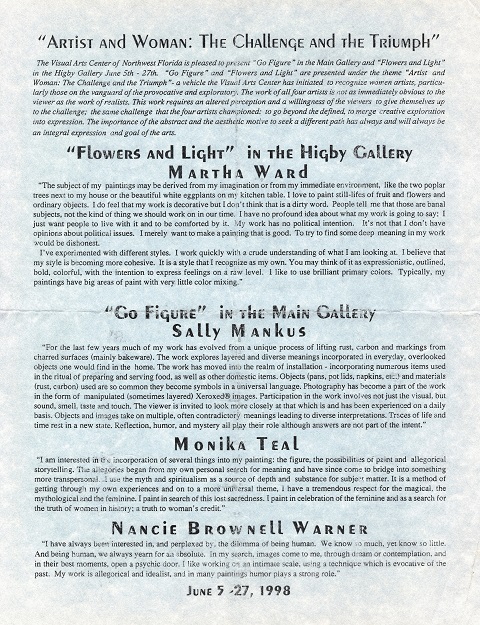 "Artist and Woman: The Challenge and the Triumph"
The Visual Arts Center of Northwest Florida is pleased to present "Go Figure" in the Main Gallery and "Flowers and Light"
in the Higby Gallery June 5th - 27th. "Go Figure" and "Flowers and Light" are presented under the theme "Artist and
Woman: The Challenge and the Triumph"- a vehicle the Visual Arts Center has initiated to recognize women artists, particu-
larly those on the vanguard of the provocative and exploratory. The work of all four artists is not as immediately obvious to the
viewer as the work of realists. This work requires an altered perception and a willingness of the viewers to give themselves up
to the challenge; the same challenge that the four artists championed; to go beyond the defined, to merge creative exploration
into expression. The importance of the abstract and the aesthetic motive to seek a different path has always and will always be
an integral expression and goal of the arts.
"Flowers and Light" in the Higby Gallery
Martha Ward
"The subject of my paintings may be derived from my imagination or from my immediate environment, like the two poplar
trees next to my house or the beautiful white eggplants on my kitchen table. I love to paint still-lifes of fruit and flowers and
ordinary objects. I do feel that my work is decorative but I don't think that is a dirty word. People tell me that those are banal
subjects, not the kind of thing we should work on in our time. I have no profound idea about what my work is going to say; I
just want people to live with it and to be comforted by it. My work has no political intention. It's not that I don't have
opinions about political issues. I merely want to make a painting that is good. To try to find some deep meaning in my work
would be dishonest.
I've experimented with different styles. I work quickly with a crude understanding of what I am looking at. I believe that
my style is becoming more cohesive. It is a style that I recognize as my own. You may think of it as expressionistic, outlined,
bold, colorful, with the intention to express feelings on a raw level. I like to use brilliant primary colors. Typically, my
paintings have big areas of paint with very little color mixing."
"Go Figure" in the Main Gallery
Sally Mankus
"For the last few years much of my work has evolved from a unique process of lifting rust, carbon and markings from
charred surfaces (mainly bakeware). The work explores layered and diverse meanings incorporated in everyday, overlooked
objects one would find in the home. The work has moved into the realm of installation - incorporating numerous items used
in the ritual of preparing and serving food, as well as other domestic items. Objects (pans, pot lids, napkins, etc.) and materials
(rust, carbon) used are so common they become symbols in a universal language. Photography has become a part of the work
in the form of manipulated (sometimes layered) Xeroxed® images. Participation in the work involves not just the visual, but
sound, smell, taste and touch. The viewer is invited to look more closely at that which is and has been experienced on a daily
basis. Objects and images take on multiple, often contradictory meanings leading to diverse interpretations. Traces of life and
time rest in a new state. Reflection, humor, and mystery all play their role although answers are not part of the intent."
Monika Teal
"I am interested in the incorporation of several things into my painting: the figure, the possibilities of paint and allegorical
storytelling. The allegories began from my own personal search for meaning and have since come to bridge into something
more transpersonal. I use the myth and spiritualism as a source of depth and substance for subject matter. It is a method of
getting through my own experiences and on to a more universal theme, I have a tremendous respect for the magical, the
mythological and the feminine. I paint in search of this lost sacredness. I paint in celebration of the feminine and as a search for
the truth of women in history; a truth to woman's credit."
Nancie Brownell Warner
"I have always been interested in, and perplexed by, the dilemma of being human. We know so much, yet know so little.
And being human, we always yearn for an absolute. In my search, images come to me, through dream or contemplation, and
in their best moments, open a psychic door. I like working on an intimate scale, using a technique which is evocative of the
past. My work is allegorical and idealist, and in many paintings humor plays a strong role."
June 5 -27, 1998